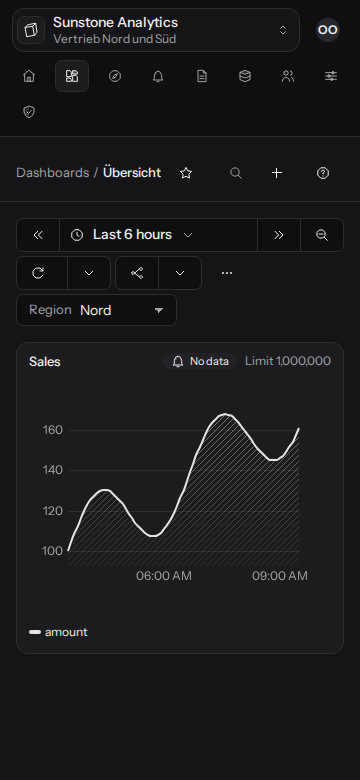 Sunstone Analytics
Vertrieb Nord und Süd
OO
Dashboards / Übersicht
Last 6 hours
Region Nord
Sales No data Limit 1,000,000
160
140
120
100
06:00 AM 09:00 AM
amount